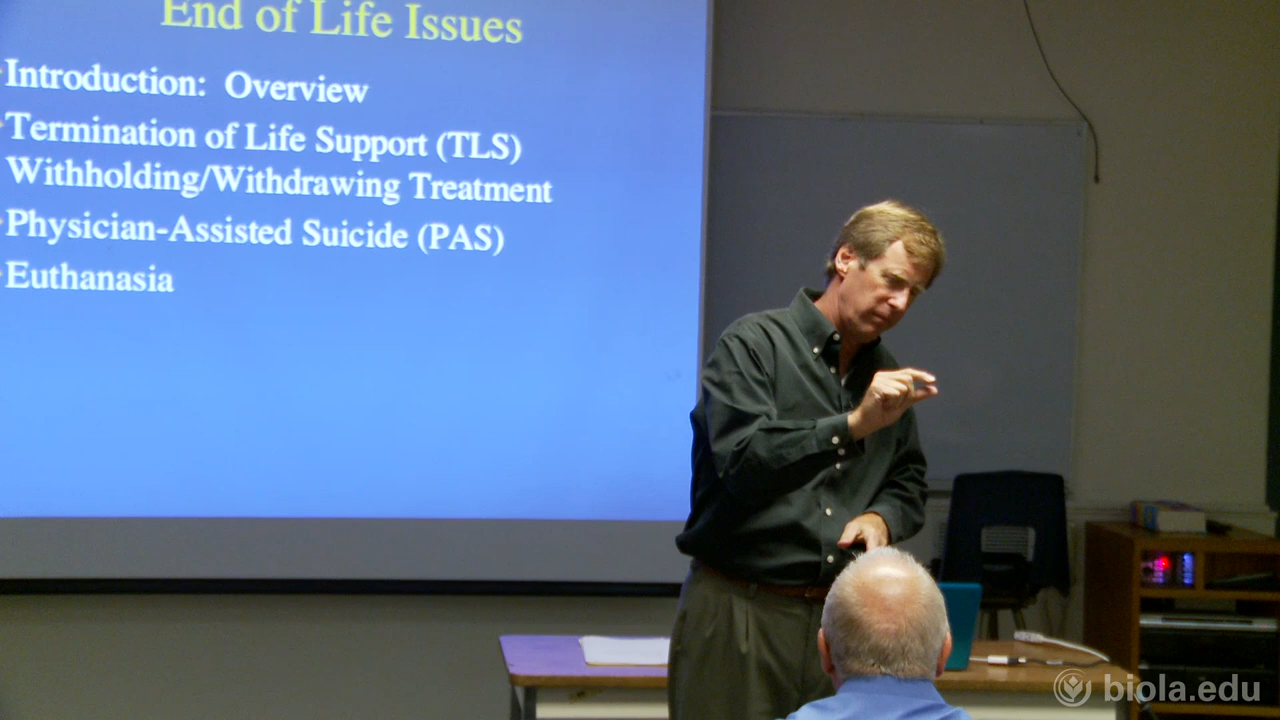 End of Life Issues
Introduction: Overview
Termination of Life Support (TLS)
Withholding/Withdrawing Treatment
Physician-Assisted Suicide (PAS)
Euthanasia
biola.edu